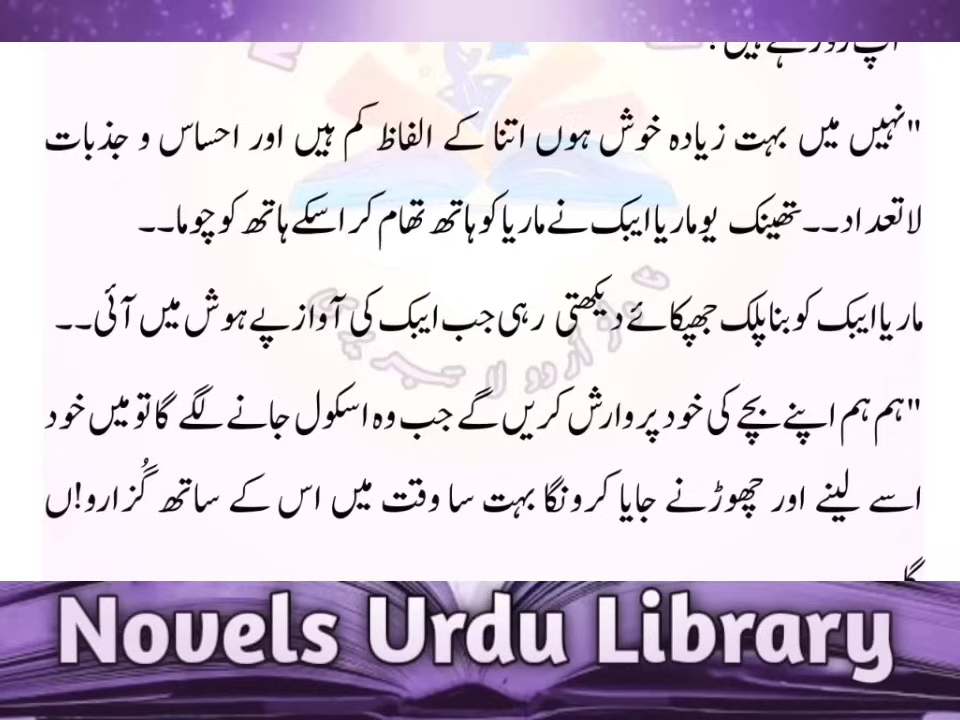 "نہیں میں بہت زیادہ خوش ہوں اتنا کے الفاظ کم ہیں اور احساس و جذبات
لاتعداد۔۔تھینک یو ماریا ایبک نے ماریا کو ہاتھ تھام کر اسکے ہاتھ کو چوما۔۔
ماریا ایبک کو بنا پلک جھپکائے دیکھتی رہی جب ایبک کی آواز پے ہوش میں آئی۔۔
"ہم ہم اپنے بچے کی خود پر وارش کریں گے جب وہ اسکول جانے لگے گا تو میں خود
اسے لینے اور چھوڑنے جایا کرونگا بہت سا وقت میں اس کے ساتھ گُزارو!ں
گا
Novels Urdu Library